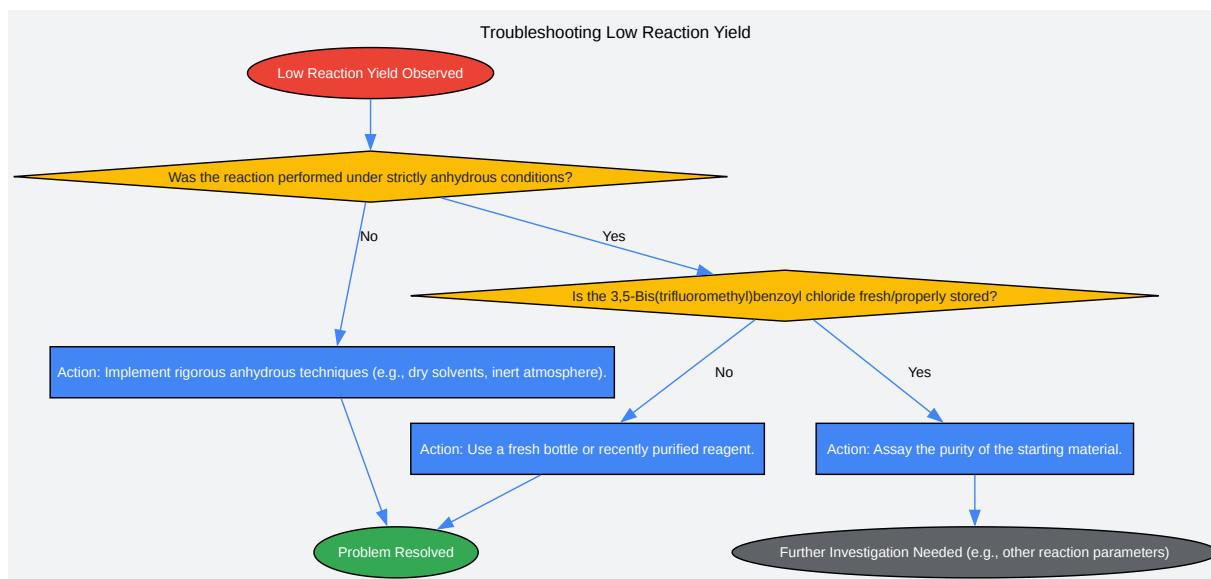 Troubleshooting Low Reaction Yield
Low Reaction Yield Observed
Was the reaction performed under strictly anhydrous conditions?
No
Yes
Is the 3,5-Bis(trifluoromethyl)benzoyl chloride fresh/properly stored?
Action: Implement rigorous anhydrous techniques (e.g., dry solvents, inert atmosphere).
No
Yes
Action: Use a fresh bottle or recently purified reagent.
Action: Assay the purity of the starting material.
Problem Resolved
Further Investigation Needed (e.g., other reaction parameters)